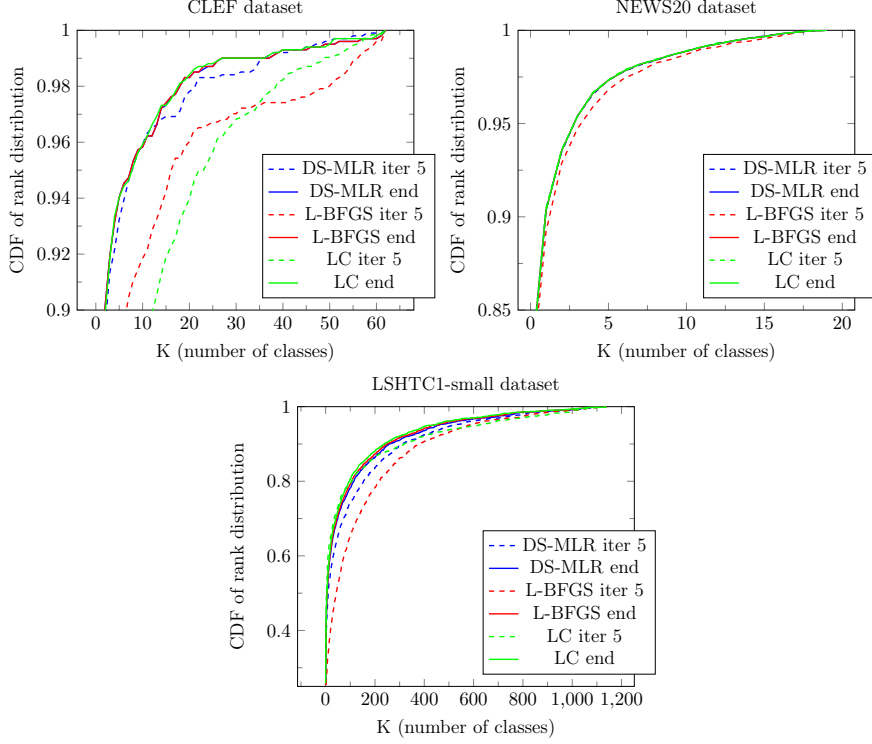 CLEF dataset
1
0.98
0.96
0.94
0.92
0.9
CDF of rank distribution
0
10
20
30
40
50
60
K (number of classes)
DS-MLR iter 5
DS-MLR end
L-BFGS iter 5
L-BFGS end
LC iter 5
LC end
NEWS20 dataset
1
0.95
0.9
0.85
CDF of rank distribution
0
5
10
15
20
K (number of classes)
DS-MLR iter 5
DS-MLR end
L-BFGS iter 5
L-BFGS end
LC iter 5
LC end
LSHTC1-small dataset
1
0.8
0.6
0.4
CDF of rank distribution
0
200
400
600
800
1,000
1,200
K (number of classes)
DS-MLR iter 5
DS-MLR end
L-BFGS iter 5
L-BFGS end
LC iter 5
LC end